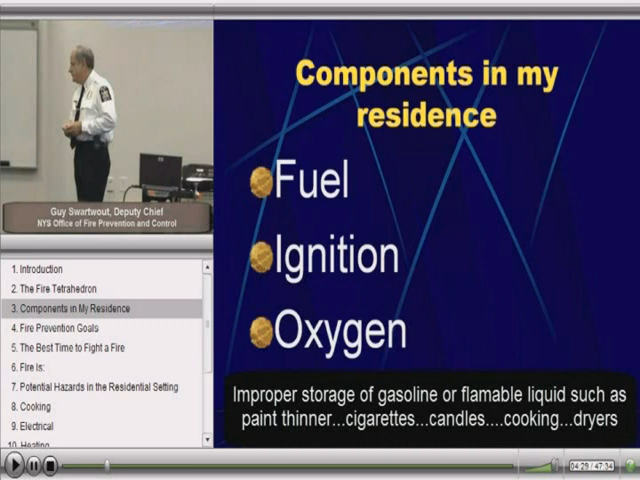 Components in my
residence
Fuel
Ignition
Oxygen
Improper storage of gasoline or flamable liquid such as
paint thinner...cigarettes...candles....cooking...dryers
Guy Swartwout, Deputy Chief
NYS Office of Fire Prevention and Control
1. Introduction
2. The Fire Tetrahedron
3. Components in My Residence
4. Fire Prevention Goals
5. The Best Time to Fight a Fire
6. Fire Is:
7. Potential Hazards in the Residential Setting
8. Cooking
9. Electrical
10. Heating
04:29 / 47:34